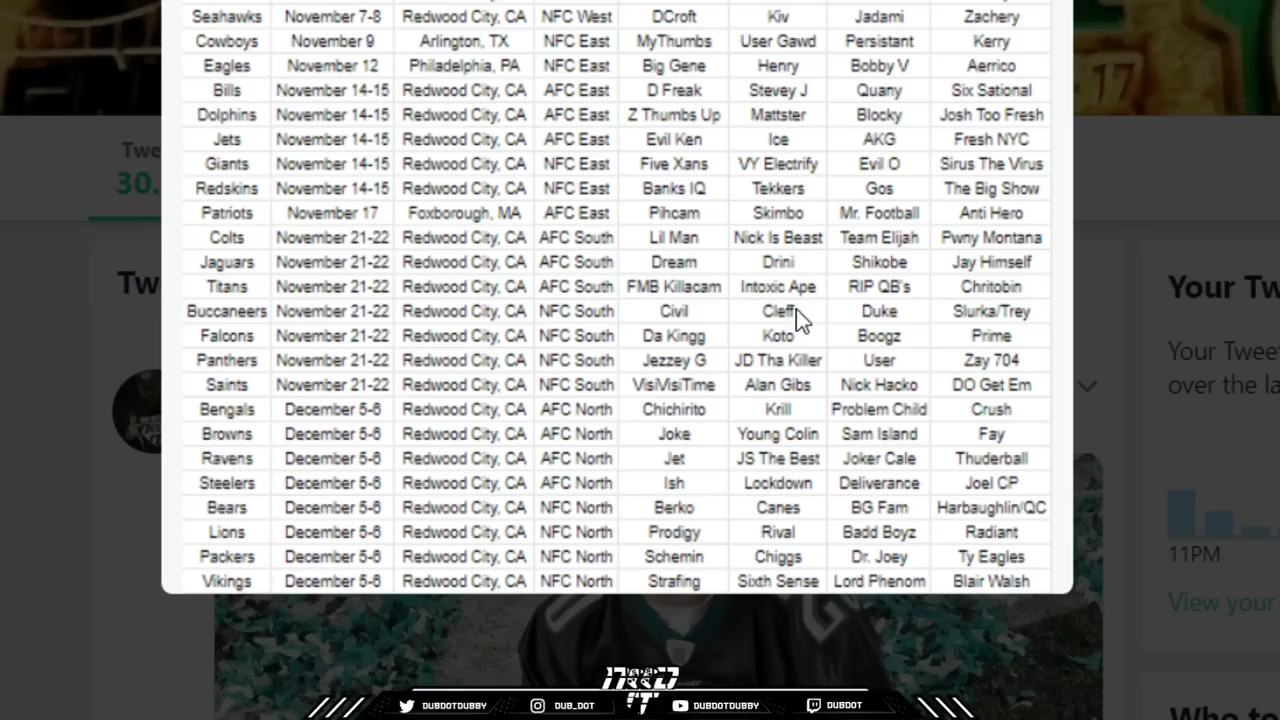 Seahawks November 7-8 Redwood City, CA NFC West DCroft Kiv Jadami Zachery
Cowboys November 9 Arlington, TX NFC East MyThumbs User Gawd Persistant Kerry
Eagles November 12 Philadelphia, PA NFC East Big Gene Henry Bobby V Aerrico
Bills November 14-15 Redwood City, CA AFC East D Freak Stevey J Quany Six Sational
Dolphins November 14-15 Redwood City, CA AFC East Z Thumbs Up Mattster Blocky Josh Too Fresh
Jets November 14-15 Redwood City, CA AFC East Evil Ken Ice AKG Fresh NYC
Giants November 14-15 Redwood City, CA NFC East Five Xans VY Electrify Evil O Sirus The Virus
Redskins November 14-15 Redwood City, CA NFC East Banks IQ Tekkers Gos The Big Show
Patriots November 17 Foxborough, MA AFC East Pihcam Skimbo Mr. Football Anti Hero
Colts November 21-22 Redwood City, CA AFC South Lil Man Nick Is Beast Team Elijah Pwny Montana
Jaguars November 21-22 Redwood City, CA AFC South Dream Drini Shikobe Jay Himself
Titans November 21-22 Redwood City, CA AFC South FMB Killacam Intoxic Ape RIP QB's Chritobin
Buccaneers November 21-22 Redwood City, CA NFC South Civil Cleff Duke Slurka/Trey
Falcons November 21-22 Redwood City, CA NFC South Da Kingg Koto Boogz Prime
Panthers November 21-22 Redwood City, CA NFC South Jezzey G JD Tha Killer User Zay 704
Saints November 21-22 Redwood City, CA NFC South VisiVisiTime Alan Gibs Nick Hacko DO Get Em
Bengals December 5-6 Redwood City, CA AFC North Chichirito Krill Problem Child Crush
Browns December 5-6 Redwood City, CA AFC North Joke Young Colin Sam Island Fay
Ravens December 5-6 Redwood City, CA AFC North Jet JS The Best Joker Cale Thuderball
Steelers December 5-6 Redwood City, CA AFC North Ish Lockdown Deliverance Joel CP
Bears December 5-6 Redwood City, CA NFC North Berko Canes BG Fam Harbaughlin/QC
Lions December 5-6 Redwood City, CA NFC North Prodigy Rival Badd Boyz Radiant
Packers December 5-6 Redwood City, CA NFC North Schemin Chiggs Dr. Joey Ty Eagles
Vikings December 5-6 Redwood City, CA NFC North Strafing Sixth Sense Lord Phenom Blair Walsh
Twe
30.
Tw
17
Your Tw
Your Twee
over the la
11PM
View your
Who to
DUBDOTDUBBY DUB_DOT DUBDOTDUBBY DUBDOT